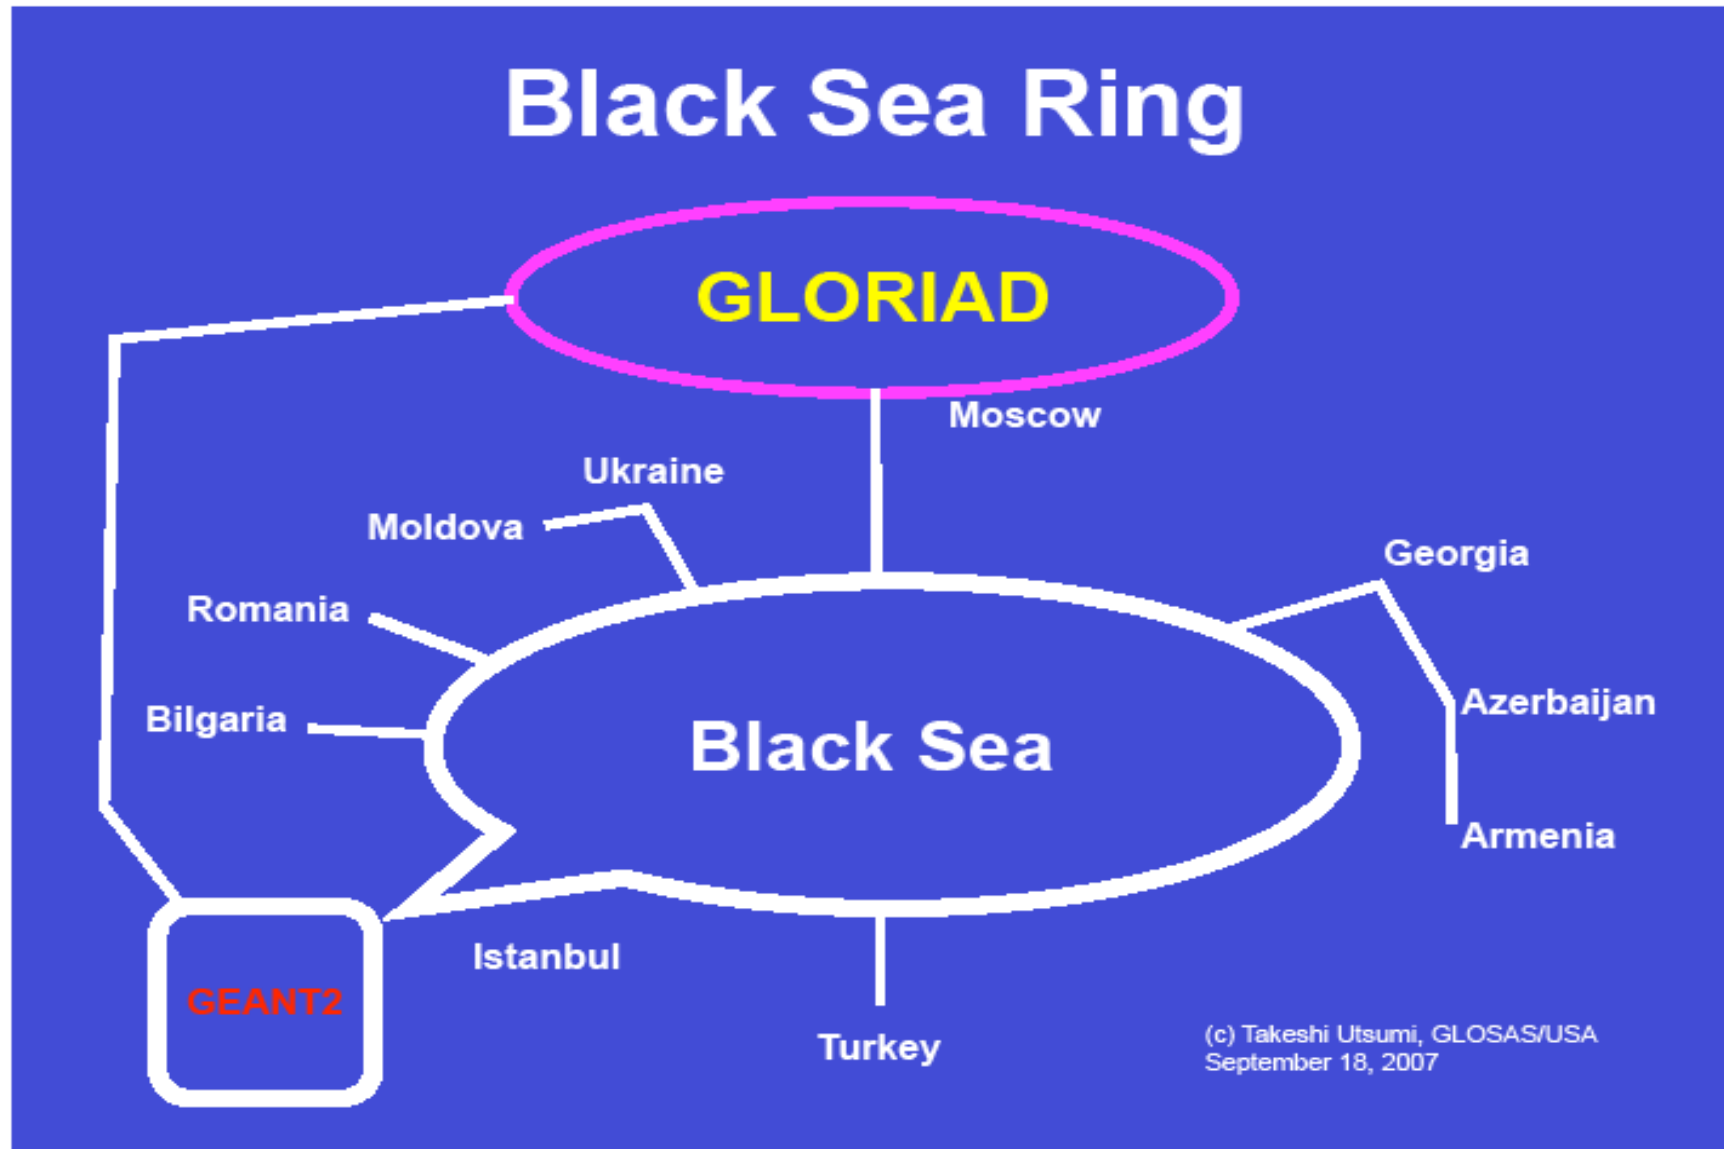 Black Sea Ring
GLORIAD
Moscow
Ukraine
Moldova
Georgia
Romania
Azerbaijan
Bilgaria
Black Sea
Armenia
Istanbul
GEANT2
Turkey
(c) Takeshi Utsumi, GLOSAS/USA
September 18, 2007